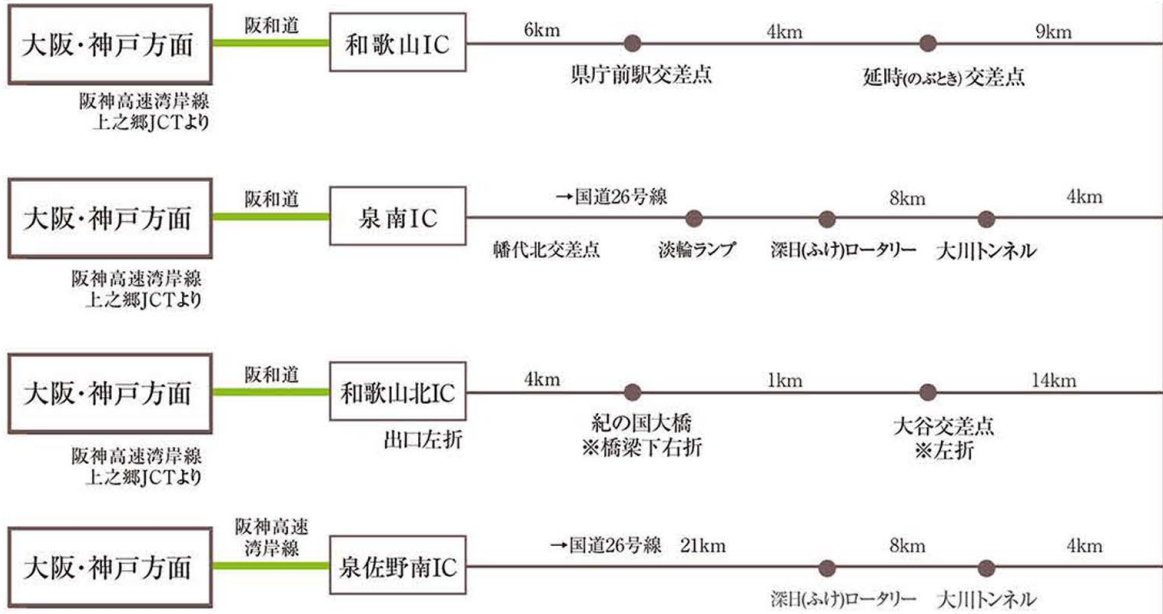 大阪・神戸方面
阪和道
和歌山IC
6km
4km
9km
県庁前駅交差点
延時(のぶとき)交差点
阪神高速湾岸線
上之郷JCTより
大阪・神戸方面
阪和道
泉南IC
→国道26号線
8km
4km
幡代北交差点
淡輪ランプ
深日(ふけ)ロータリー
大川トンネル
阪神高速湾岸線
上之郷JCTより
大阪・神戸方面
阪和道
和歌山北IC
出口左折
4km
1km
14km
紀の国大橋
※橋梁下右折
大谷交差点
※左折
阪神高速湾岸線
上之郷JCTより
大阪・神戸方面
阪神高速
湾岸線
泉佐野南IC
→国道26号線 21km
8km
4km
深日(ふけ)ロータリー
大川トンネル